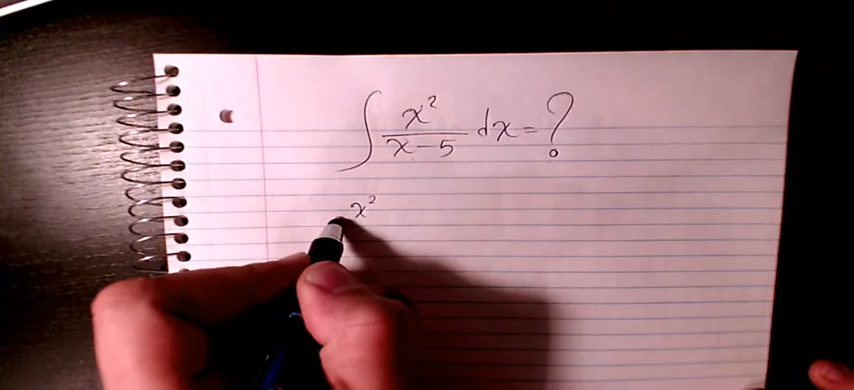 ∫ x²/(x-5) dx = ?
x²